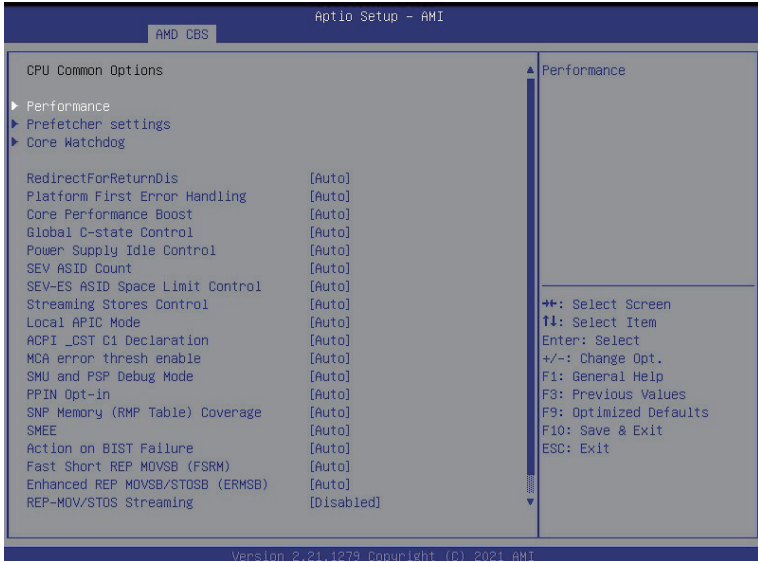 Aptio Setup – AMI
AMD CBS
CPU Common Options
Performance
Prefetcher settings
Core Watchdog
RedirectForReturnDis [Auto]
Platform First Error Handling [Auto]
Core Performance Boost [Auto]
Global C-state Control [Auto]
Power Supply Idle Control [Auto]
SEV ASID Count [Auto]
SEV-ES ASID Space Limit Control [Auto]
Streaming Stores Control [Auto]
Local APIC Mode [Auto]
ACPI _CST C1 Declaration [Auto]
MCA error thresh enable [Auto]
SMU and PSP Debug Mode [Auto]
PPIN Opt-in [Auto]
SNP Memory (RMP Table) Coverage [Auto]
SMEE [Auto]
Action on BIST Failure [Auto]
Fast Short REP MOVSB (FSRM) [Auto]
Enhanced REP MOVSB/STOSB (ERMSB) [Auto]
REP-MOV/STOS Streaming [Disabled]
Performance
→←: Select Screen
↑↓: Select Item
Enter: Select
+/-: Change Opt.
F1: General Help
F3: Previous Values
F9: Optimized Defaults
F10: Save & Exit
ESC: Exit
Version 2.21.1279 Copyright (C) 2021 AMI